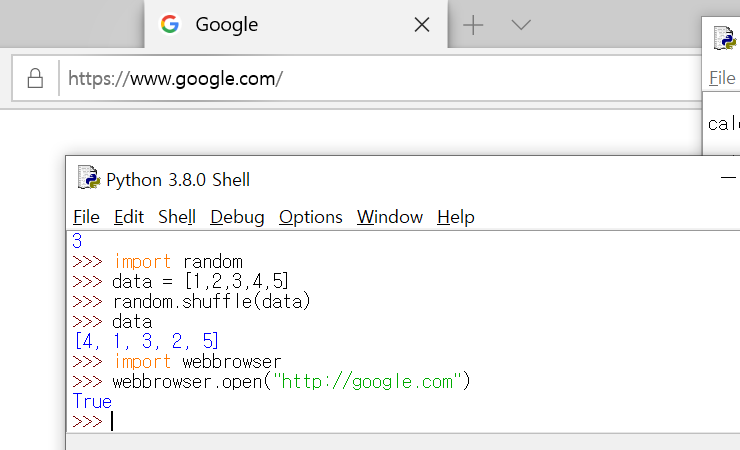 Google
https://www.google.com/
File
Python 3.8.0 Shell
File Edit Shell Debug Options Window Help
3
>>> import random
>>> data = [1,2,3,4,5]
>>> random.shuffle(data)
>>> data
[4, 1, 3, 2, 5]
>>> import webbrowser
>>> webbrowser.open("http://google.com")
True
>>>